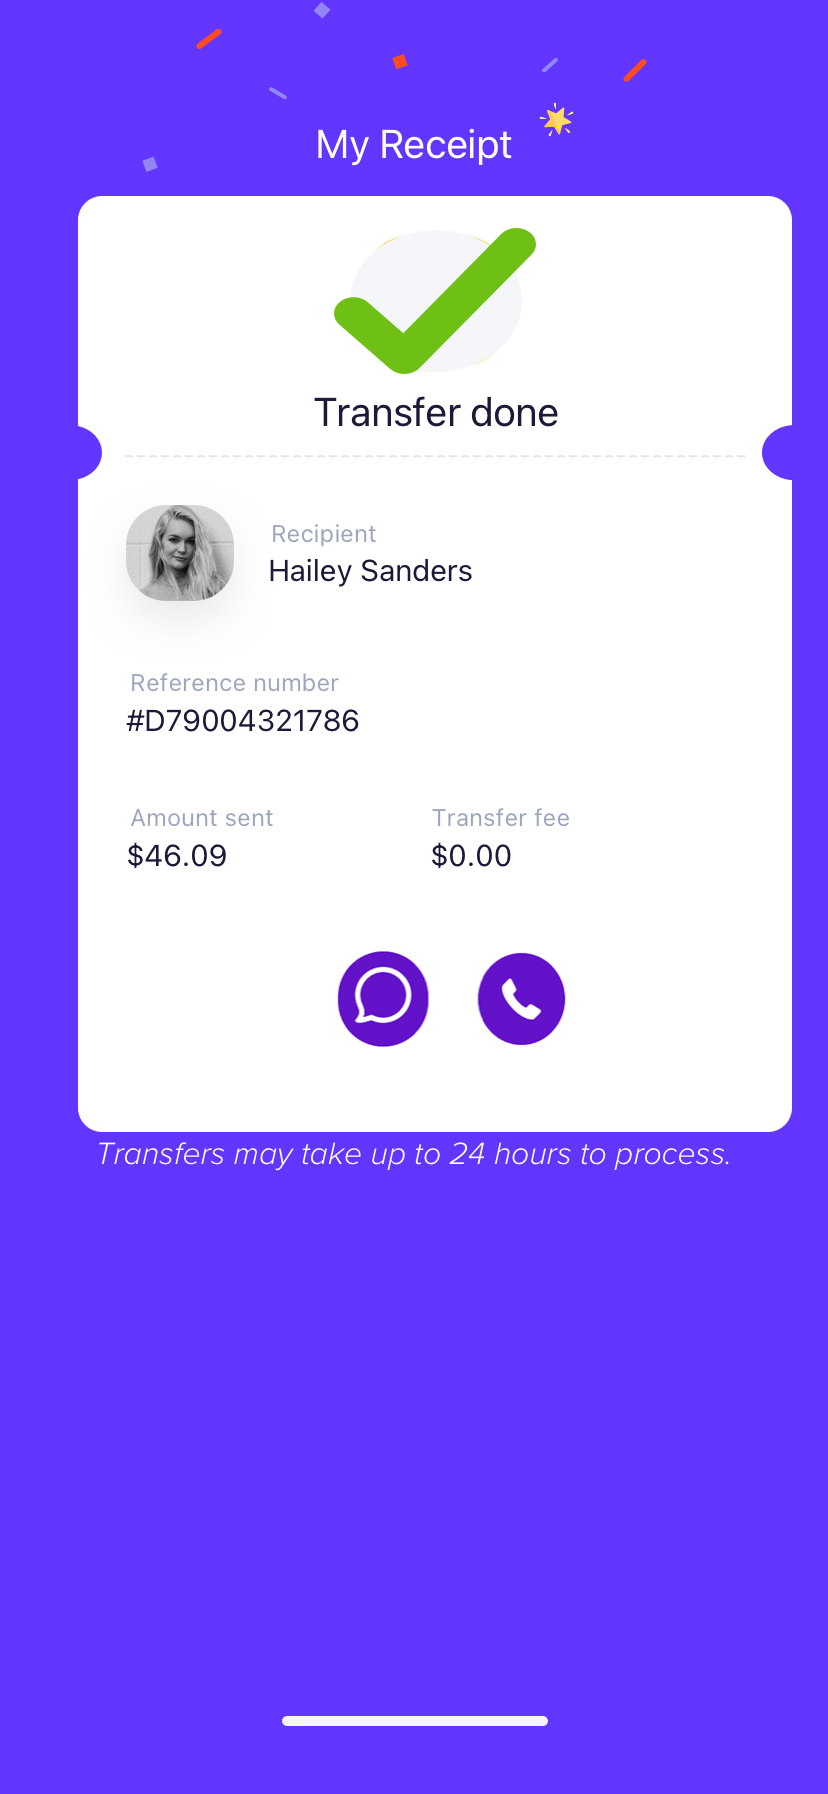 My Receipt
Transfer done
Recipient
Hailey Sanders
Reference number
#D79004321786
Amount sent
Transfer fee
$46.09
$0.00
Transfers may take up to 24 hours to process.